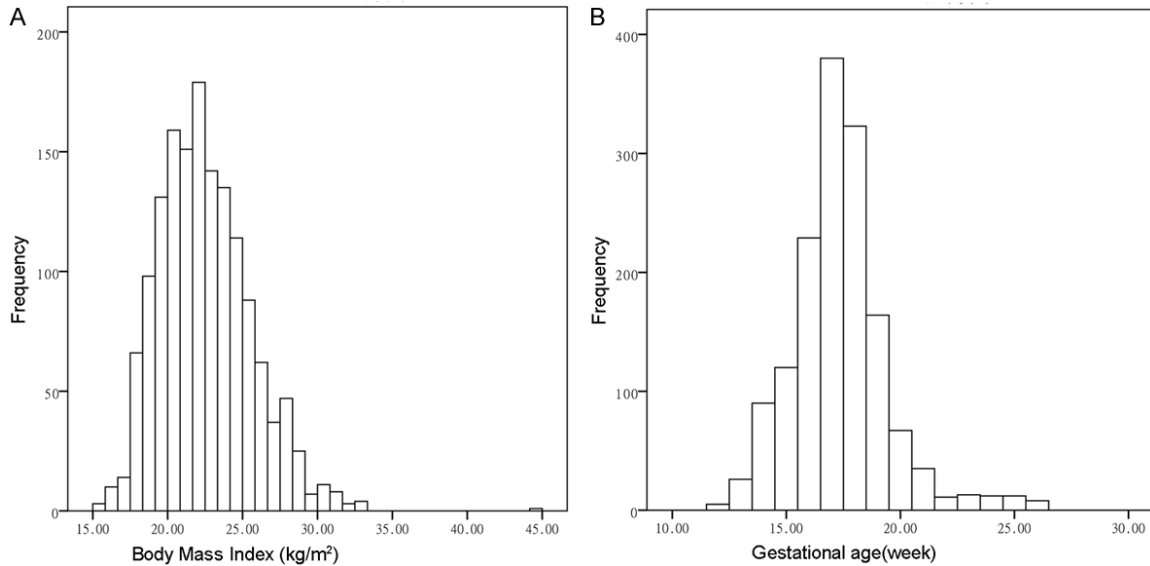 A
200
150
100
50
0
Frequency
15.00 20.00 25.00 30.00 35.00 40.00 45.00
Body Mass Index (kg/m²)
B
400
300
200
100
0
Frequency
10.00 15.00 20.00 25.00 30.00
Gestational age(week)